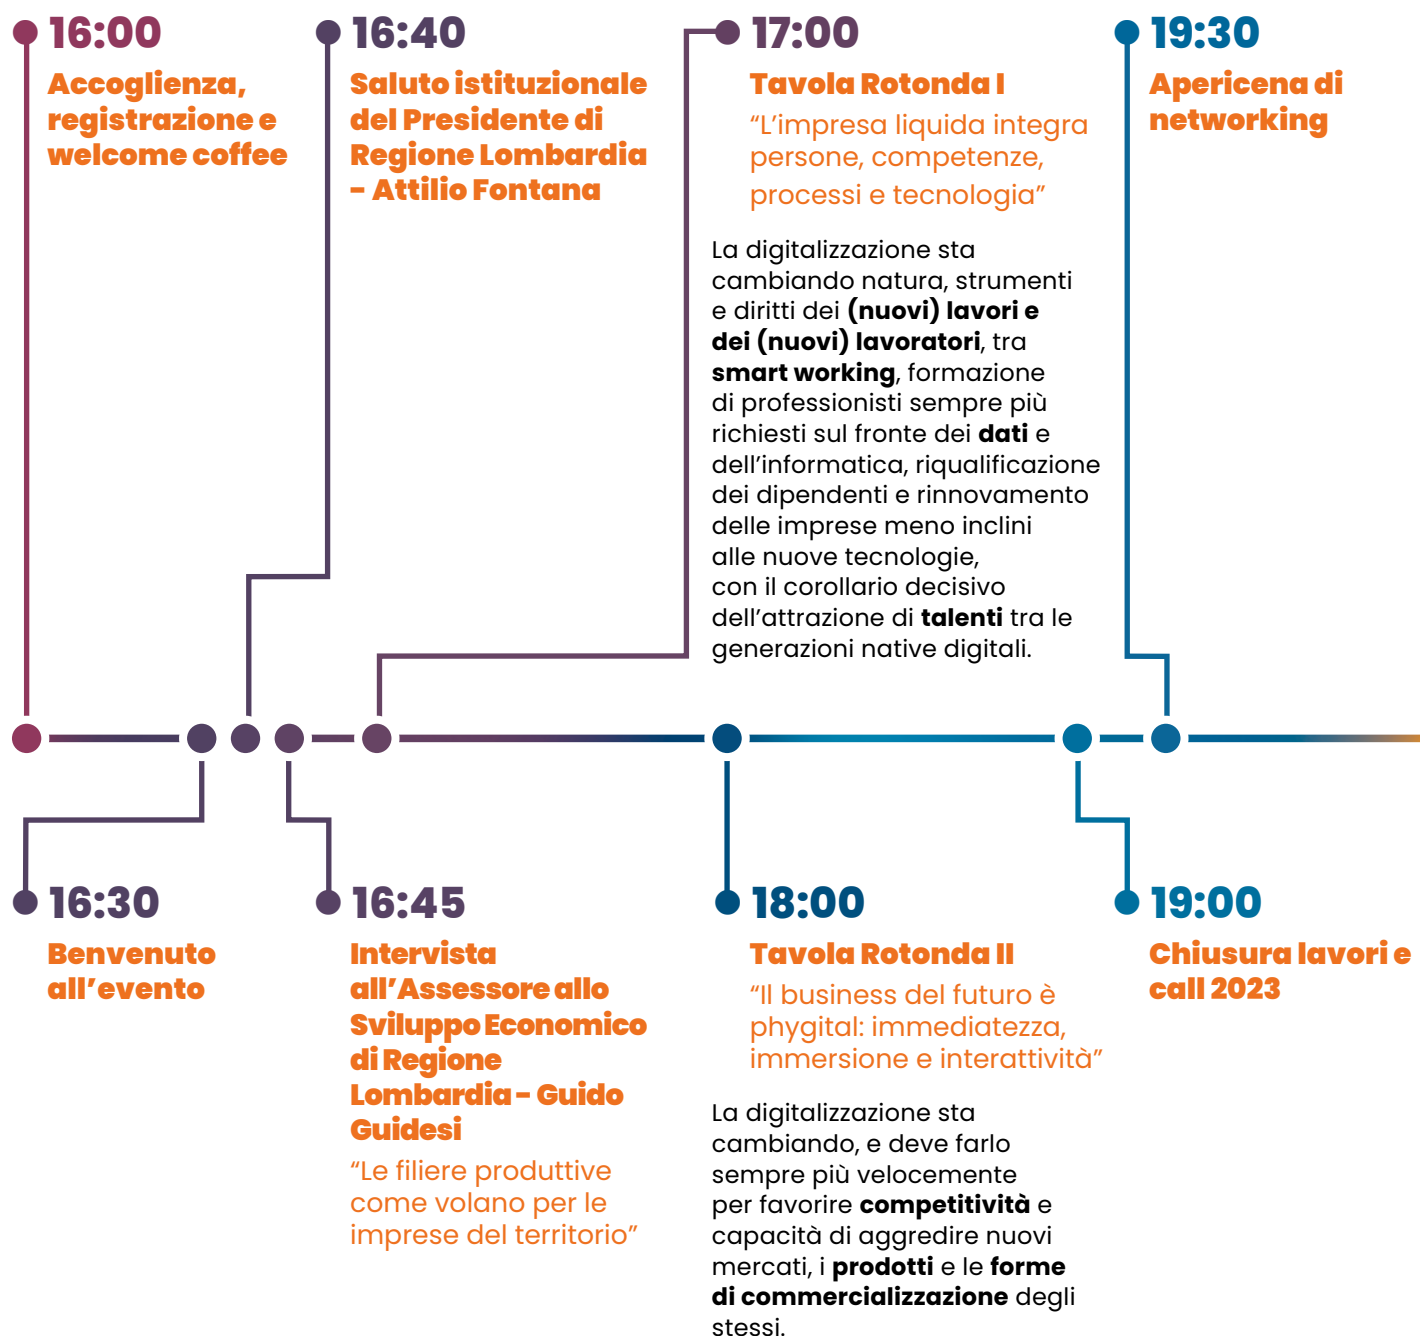 16:00
Accoglienza,
registrazione e
welcome coffee
16:40
Saluto istituzionale
del Presidente di
Regione Lombardia
- Attilio Fontana
17:00
Tavola Rotonda I
“L’impresa liquida integra
persone, competenze,
processi e tecnologia”
La digitalizzazione sta
cambiando natura, strumenti
e diritti dei (nuovi) lavori e
dei (nuovi) lavoratori, tra
smart working, formazione
di professionisti sempre più
richiesti sul fronte dei dati e
dell’informatica, riqualificazione
dei dipendenti e rinnovamento
delle imprese meno inclini
alle nuove tecnologie,
con il corollario decisivo
dell’attrazione di talenti tra le
generazioni native digitali.
19:30
Apericena di
networking
16:30
Benvenuto
all’evento
16:45
Intervista
all’Assessore allo
Sviluppo Economico
di Regione
Lombardia - Guido
Guidesi
“Le filiere produttive
come volano per le
imprese del territorio”
18:00
Tavola Rotonda II
“Il business del futuro è
phygital: immediatezza,
immersione e interattività”
La digitalizzazione sta
cambiando, e deve farlo
sempre più velocemente
per favorire competitività e
capacità di aggredire nuovi
mercati, i prodotti e le forme
di commercializzazione degli
stessi.
19:00
Chiusura lavori e
call 2023